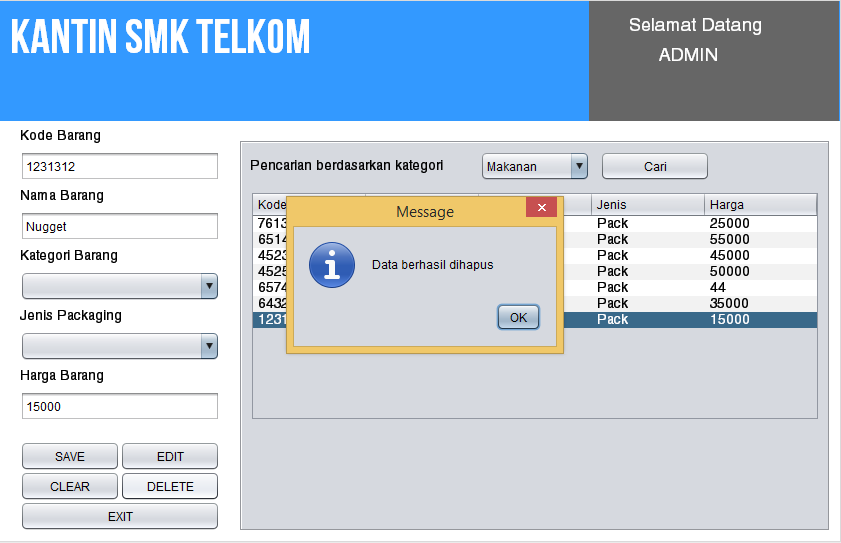 KANTIN SMK TELKOM
Selamat Datang
ADMIN
Kode Barang
1231312
Nama Barang
Nugget
Kategori Barang
Jenis Packaging
Harga Barang
15000
SAVE EDIT
CLEAR DELETE
EXIT
Pencarian berdasarkan kategori Makanan Cari
Kode Jenis Harga
7613 Pack 25000
6514 Pack 55000
4523 Pack 45000
4525 Pack 50000
6574 Pack 44
6432 Pack 35000
1231 Pack 15000
Message
Data berhasil dihapus
OK